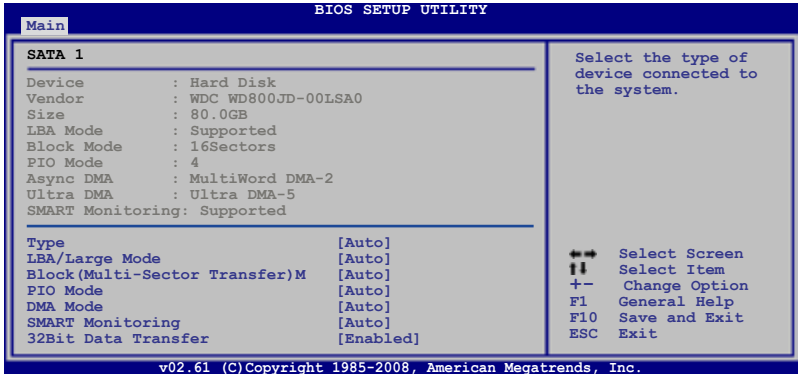 BIOS SETUP UTILITY
Main
SATA 1
Device : Hard Disk
Vendor : WDC WD800JD-00LSA0
Size : 80.0GB
LBA Mode : Supported
Block Mode : 16Sectors
PIO Mode : 4
Async DMA : MultiWord DMA-2
Ultra DMA : Ultra DMA-5
SMART Monitoring: Supported
Type [Auto]
LBA/Large Mode [Auto]
Block(Multi-Sector Transfer)M [Auto]
PIO Mode [Auto]
DMA Mode [Auto]
SMART Monitoring [Auto]
32Bit Data Transfer [Enabled]
Select the type of
device connected to
the system.
←→ Select Screen
↑↓ Select Item
+- Change Option
F1 General Help
F10 Save and Exit
ESC Exit
v02.61 (C)Copyright 1985-2008, American Megatrends, Inc.